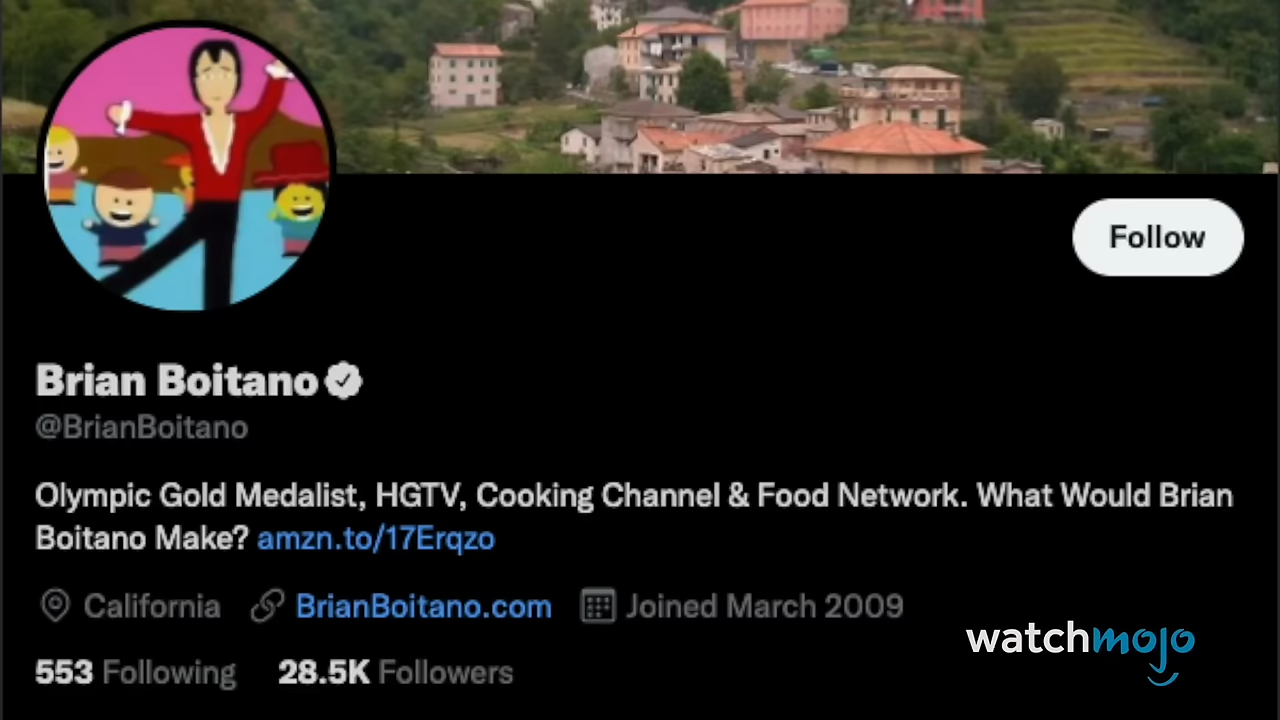 Follow
Brian Boitano
@BrianBoitano
Olympic Gold Medalist, HGTV, Cooking Channel & Food Network. What Would Brian
Boitano Make? amzn.to/17Erqzo
California BrianBoitano.com Joined March 2009
553 Following 28.5K Followers
watchmojo